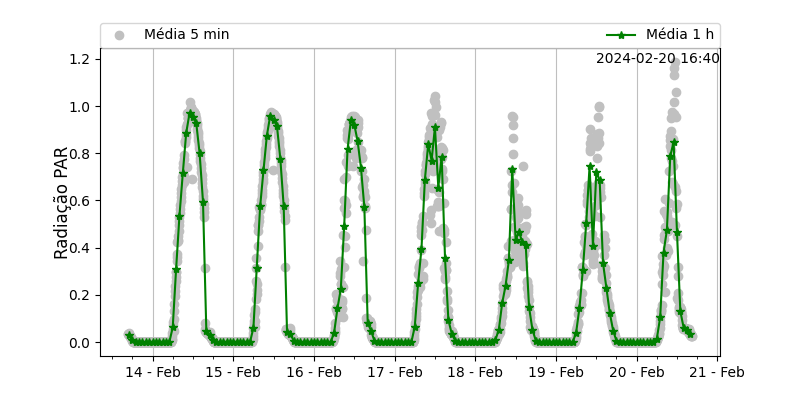 Média 5 min
Média 1 h
2024-02-20 16:40
Radiação PAR
1.2
1.0
0.8
0.6
0.4
0.2
0.0
14 - Feb
15 - Feb
16 - Feb
17 - Feb
18 - Feb
19 - Feb
20 - Feb
21 - Feb